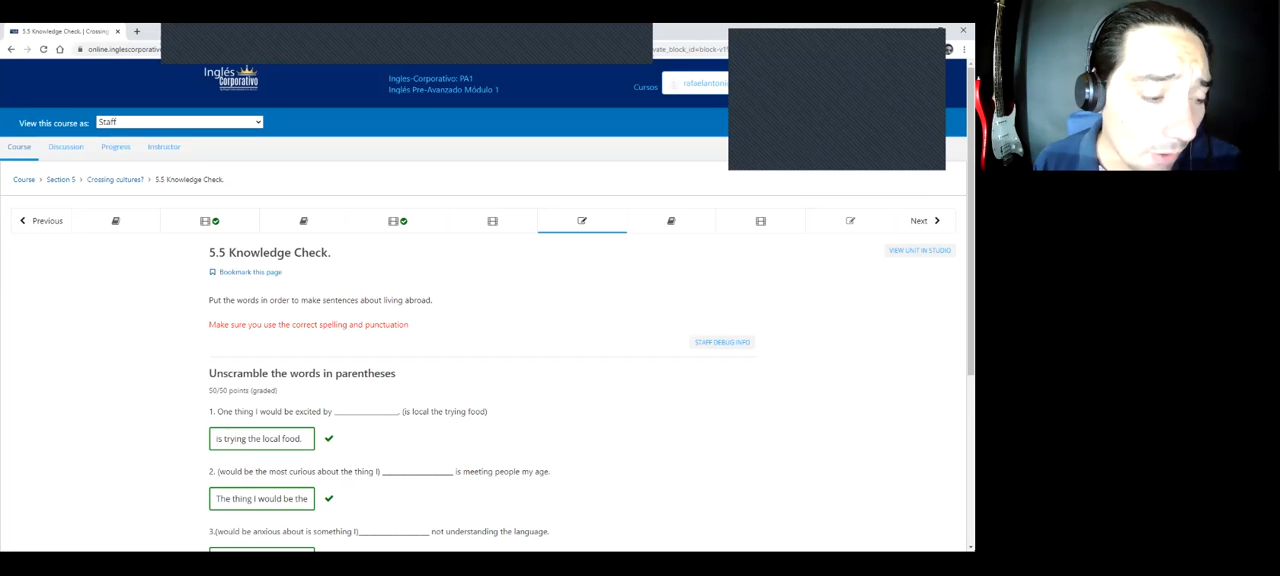 5.5 Knowledge Check. | Crossing
online.inglescorporativo
vate_block_id=block-v1
Inglés
Corporativo
Ingles-Corporativo: PA1
Inglés Pre-Avanzado Módulo 1
Cursos
rafaelantoni
View this course as:
Staff
Course
Discussion
Progress
Instructor
Course > Section 5 > Crossing cultures? > 5.5 Knowledge Check.
Previous
Next
5.5 Knowledge Check.
VIEW UNIT IN STUDIO
Bookmark this page
Put the words in order to make sentences about living abroad.
Make sure you use the correct spelling and punctuation
STAFF DEBUG INFO
Unscramble the words in parentheses
50/50 points (graded)
1. One thing I would be excited by _______________. (is local the trying food)
is trying the local food.
2. (would be the most curious about the thing I) ________________ is meeting people my age.
The thing I would be the
3.(would be anxious about is something I)________________ not understanding the language.